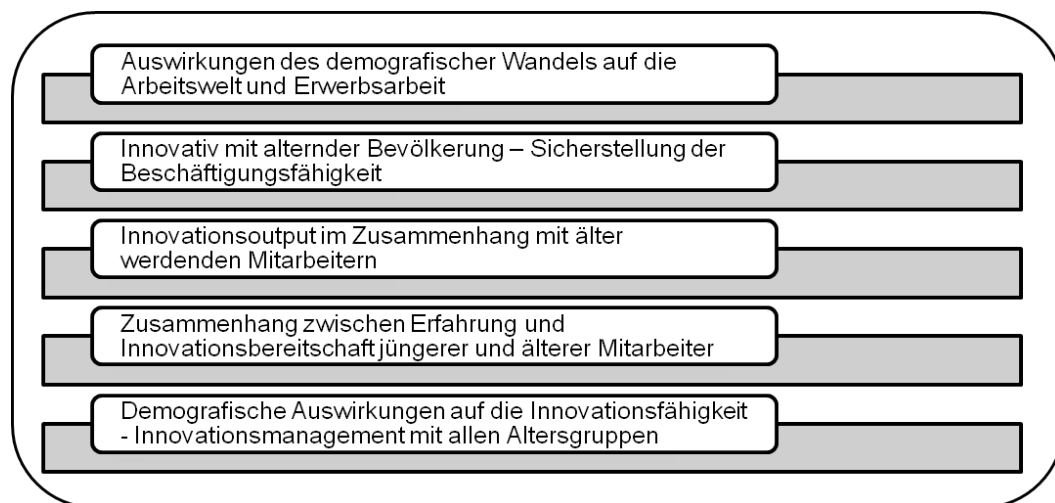 Auswirkungen des demografischer Wandels auf die
Arbeitswelt und Erwerbsarbeit
Innovativ mit alternder Bevölkerung – Sicherstellung der
Beschäftigungsfähigkeit
Innovationsoutput im Zusammenhang mit älter
werdenden Mitarbeitern
Zusammenhang zwischen Erfahrung und
Innovationsbereitschaft jüngerer und älterer Mitarbeiter
Demografische Auswirkungen auf die Innovationsfähigkeit
- Innovationsmanagement mit allen Altersgruppen